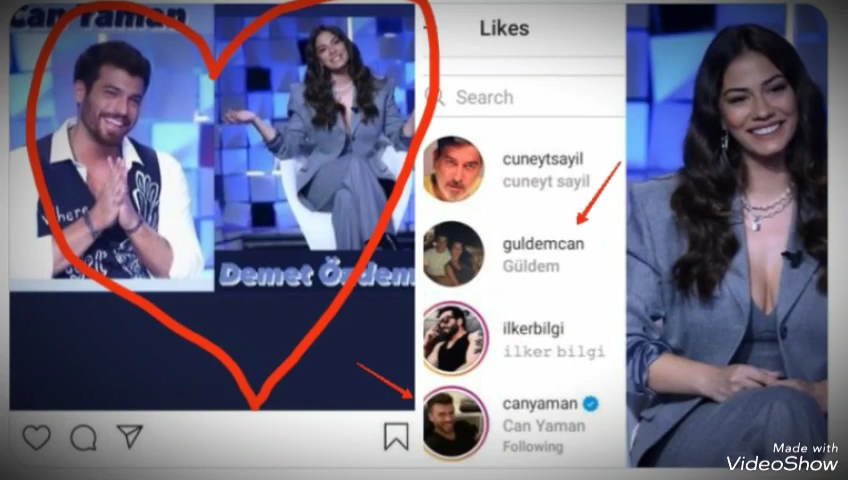 Can Yaman
where
Demet Özdem
Likes
Search
cuneytsayil
cuneyt sayil
guldemcan
Güldem
ilkerbilgi
ilker bilgi
canyaman
Can Yaman
Following
Made with
VideoShow